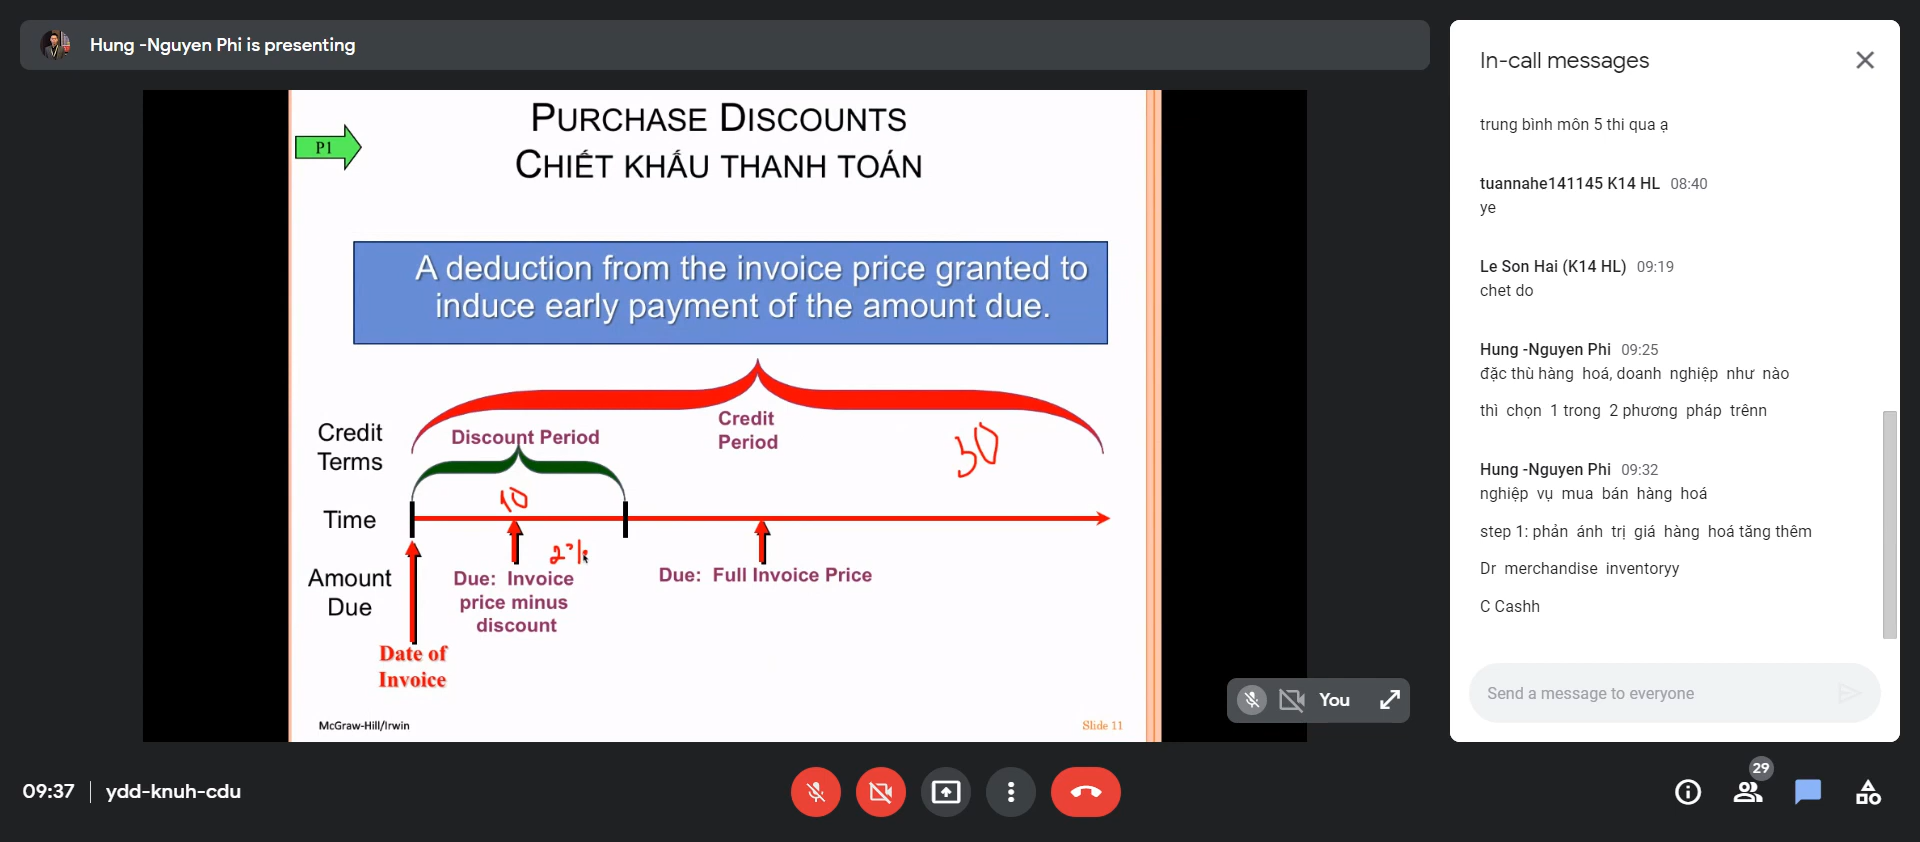 Hung -Nguyen Phi is presenting
P1
PURCHASE DISCOUNTS
CHIẾT KHẤU THANH TOÁN
A deduction from the invoice price granted to
induce early payment of the amount due.
Credit
Terms
Discount Period
Credit
Period
30
10
Time
2%
Amount
Due
Due: Invoice
price minus
discount
Due: Full Invoice Price
Date of
Invoice
McGraw-Hill/Irwin
Slide 11
You
In-call messages
trung bình môn 5 thi qua ạ
tuannahe141145 K14 HL 08:40
ye
Le Son Hai (K14 HL) 09:19
chet do
Hung -Nguyen Phi 09:25
đặc thù hàng hoá, doanh nghiệp như nào
thì chọn 1 trong 2 phương pháp trênn
Hung -Nguyen Phi 09:32
nghiệp vụ mua bán hàng hoá
step 1: phản ánh trị giá hàng hoá tăng thêm
Dr merchandise inventoryy
C Cashh
Send a message to everyone
09:37 | ydd-knuh-cdu
29